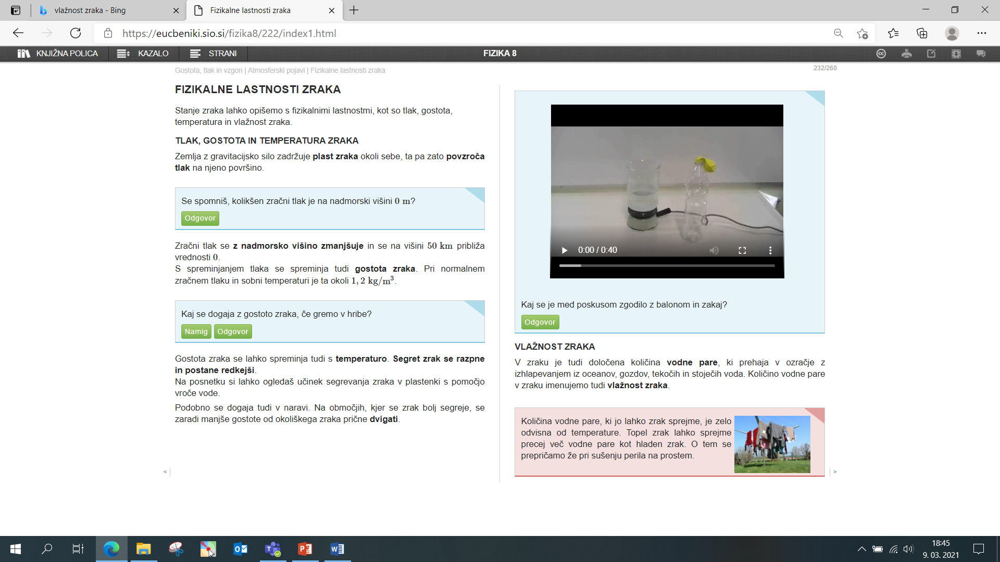 vlažnost zraka - Bing
Fizikalne lastnosti zraka
https://eucbeniki.sio.si/fizika8/222/index1.html
KNJIŽNA POLICA
KAZALO
STRANI
FIZIKA 8
Gostota, tlak in vzgon | Atmosferski pojavi | Fizikalne lastnosti zraka
232/260
FIZIKALNE LASTNOSTI ZRAKA
Stanje zraka lahko opišemo s fizikalnimi lastnostmi, kot so tlak, gostota,
temperatura in vlažnost zraka.
TLAK, GOSTOTA IN TEMPERATURA ZRAKA
Zemlja z gravitacijsko silo zadržuje plast zraka okoli sebe, ta pa zato povzroča
tlak na njeno površino.
Se spomniš, kolikšen zračni tlak je na nadmorski višini 0 m?
Odgovor
Zračni tlak se z nadmorsko višino zmanjšuje in se na višini 50 km približa
vrednosti 0.
S spreminjanjem tlaka se spreminja tudi gostota zraka. Pri normalnem
zračnem tlaku in sobni temperaturi je ta okoli 1,2 kg/m³.
Kaj se dogaja z gostoto zraka, če gremo v hribe?
Namig Odgovor
Gostota zraka se lahko spreminja tudi s temperaturo. Segret zrak se razpne
in postane redkejši.
Na posnetku si lahko ogledaš učinek segrevanja zraka v plastenki s pomočjo
vroče vode.
Podobno se dogaja tudi v naravi. Na območjih, kjer se zrak bolj segreje, se
zaradi manjše gostote od okoliškega zraka prične dvigati.
<
0:00 / 0:40
Kaj se je med poskusom zgodilo z balonom in zakaj?
Odgovor
VLAŽNOST ZRAKA
V zraku je tudi določena količina vodne pare, ki prehaja v ozračje z
izhlapevanjem iz oceanov, gozdov, tekočih in stoječih voda. Količino vodne pare
v zraku imenujemo tudi vlažnost zraka.
Količina vodne pare, ki jo lahko zrak sprejme, je zelo
odvisna od temperature. Topel zrak lahko sprejme
precej več vodne pare kot hladen zrak. O tem se
prepričamo že pri sušenju perila na prostem.
>
18:45
9. 03. 2021